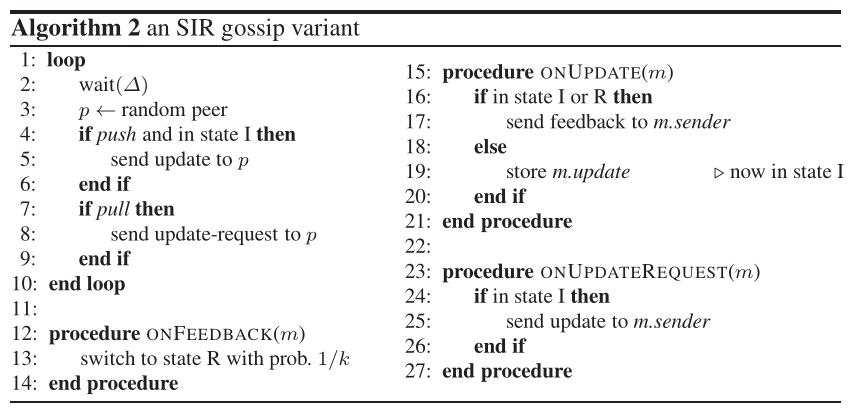 Algorithm 2 an SIR gossip variant
1: loop
2: wait(Δ)
3: p ← random peer
4: if push and in state I then
5: send update to p
6: end if
7: if pull then
8: send update-request to p
9: end if
10: end loop
11:
12: procedure ONFEEDBACK(m)
13: switch to state R with prob. 1/k
14: end procedure
15: procedure ONUPDATE(m)
16: if in state I or R then
17: send feedback to m.sender
18: else
19: store m.update ▷ now in state I
20: end if
21: end procedure
22:
23: procedure ONUPDATEREQUEST(m)
24: if in state I then
25: send update to m.sender
26: end if
27: end procedure